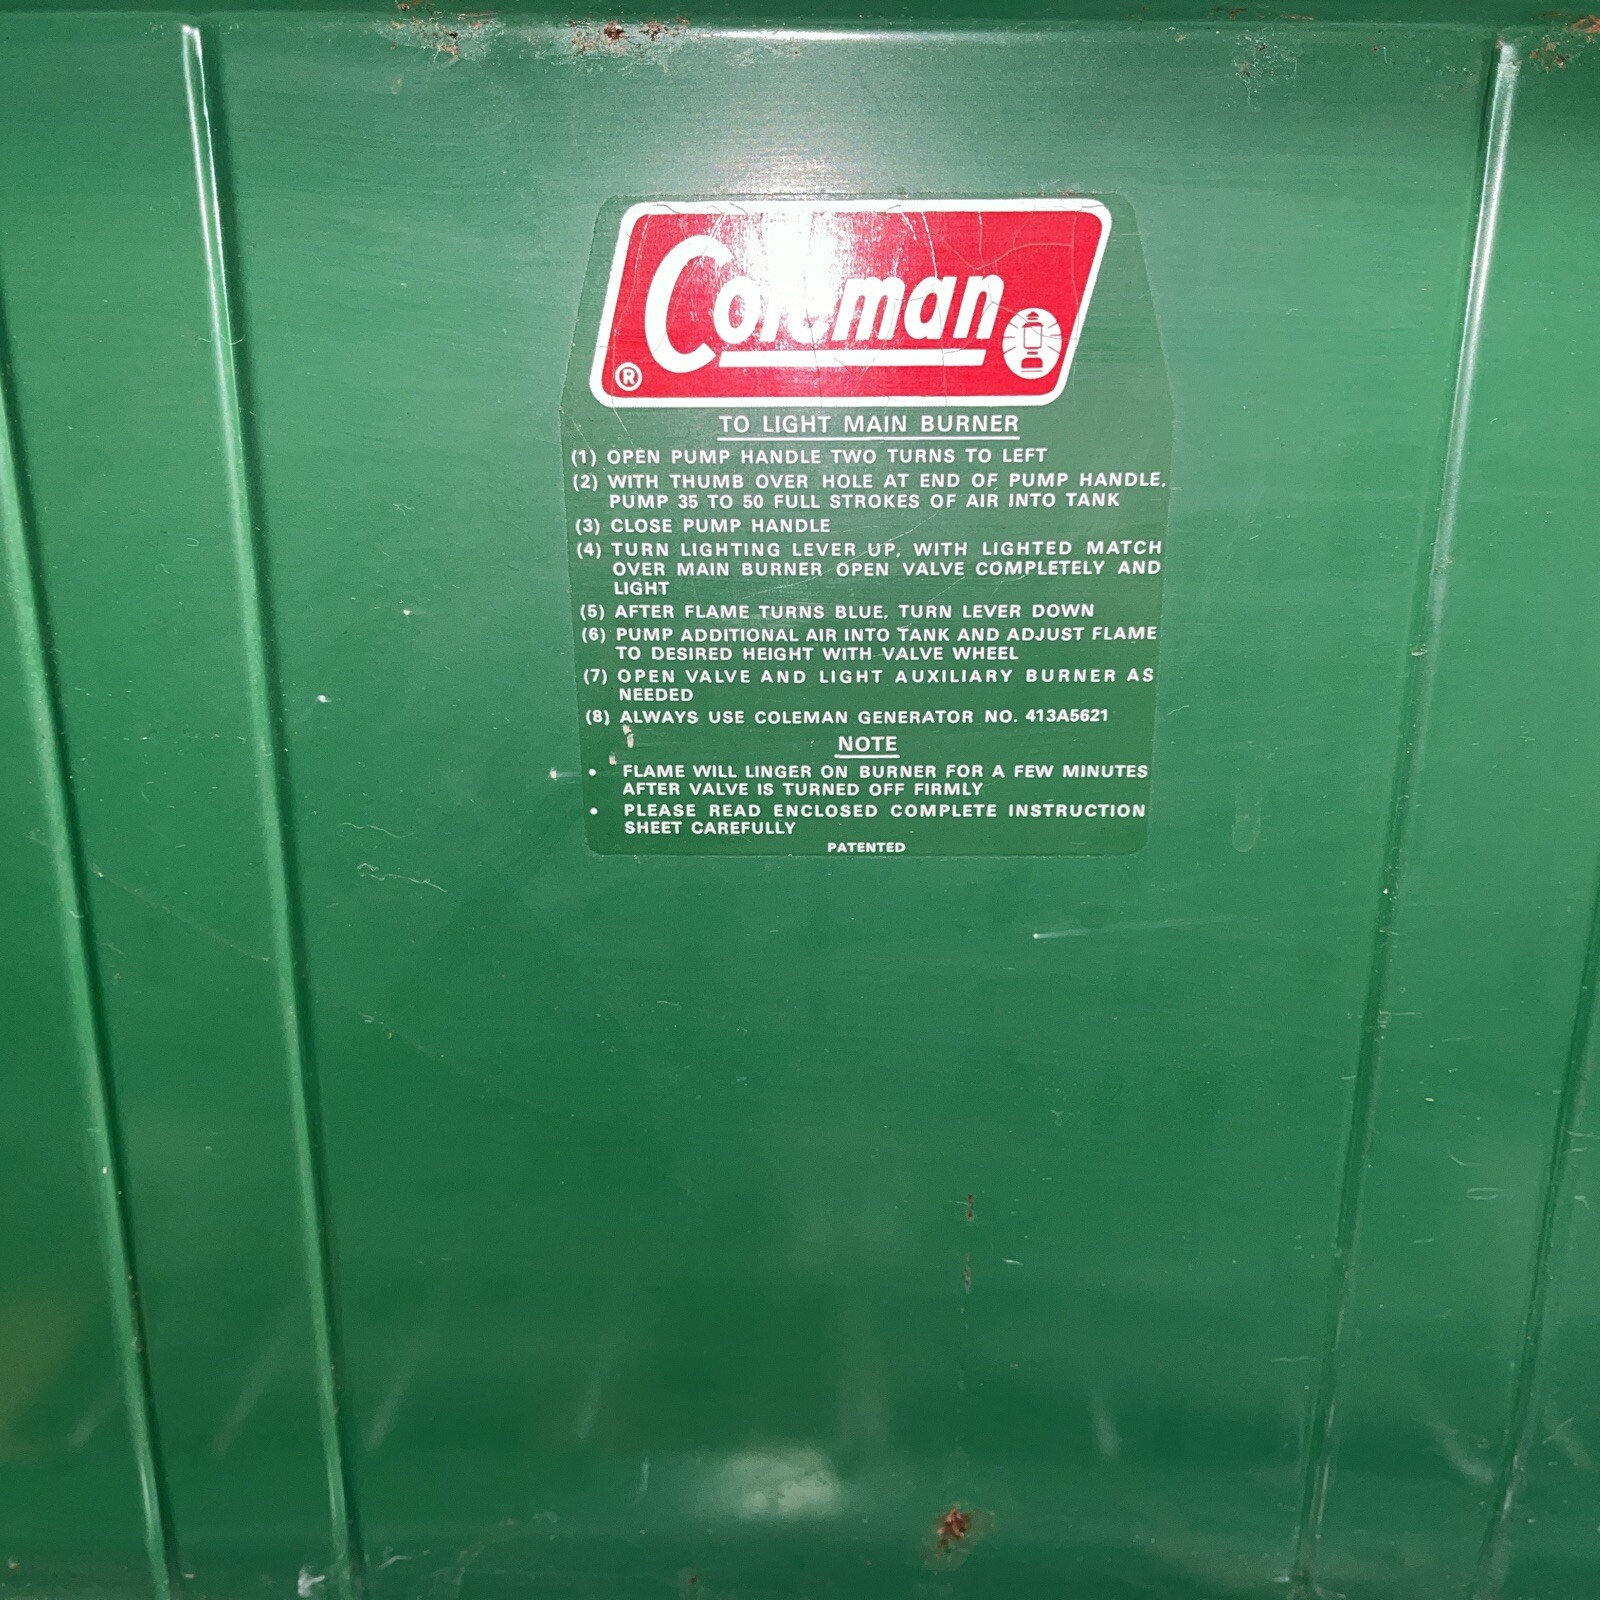 Coleman
®
TO LIGHT MAIN BURNER
(1) OPEN PUMP HANDLE TWO TURNS TO LEFT
(2) WITH THUMB OVER HOLE AT END OF PUMP HANDLE,
PUMP 35 TO 50 FULL STROKES OF AIR INTO TANK
(3) CLOSE PUMP HANDLE
(4) TURN LIGHTING LEVER UP, WITH LIGHTED MATCH
OVER MAIN BURNER OPEN VALVE COMPLETELY AND
LIGHT
(5) AFTER FLAME TURNS BLUE, TURN LEVER DOWN
(6) PUMP ADDITIONAL AIR INTO TANK AND ADJUST FLAME
TO DESIRED HEIGHT WITH VALVE WHEEL
(7) OPEN VALVE AND LIGHT AUXILIARY BURNER AS
NEEDED
(8) ALWAYS USE COLEMAN GENERATOR NO. 413A5621
NOTE
• FLAME WILL LINGER ON BURNER FOR A FEW MINUTES
AFTER VALVE IS TURNED OFF FIRMLY
• PLEASE READ ENCLOSED COMPLETE INSTRUCTION
SHEET CAREFULLY
PATENTED